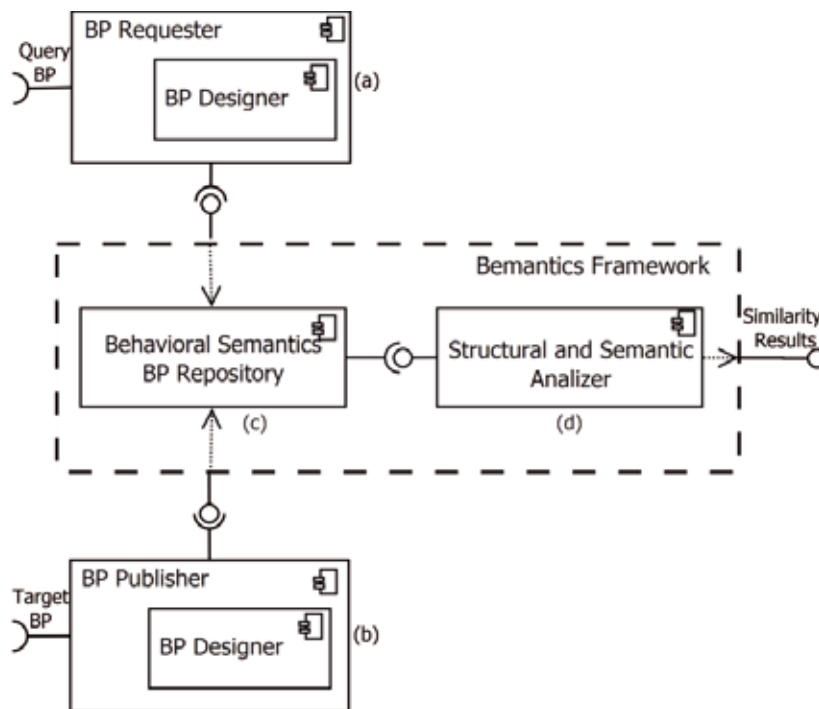 BP Requester
Query
BP
BP Designer
(a)
Bemantics Framework
Behavioral Semantics
BP Repository
(c)
Structural and Semantic
Analizer
(d)
Similarity
Results
BP Publisher
Target
BP
BP Designer
(b)